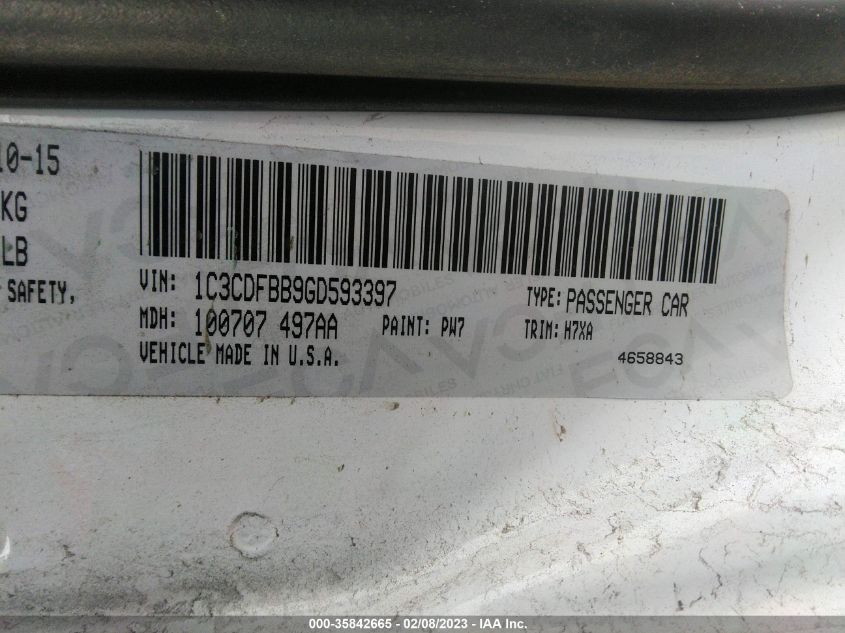 10-15
KG
LB
SAFETY,
VIN: 1C3CDFBB9GD593397 TYPE: PASSENGER CAR
MDH: 100707 497AA PAINT: PW7 TRIM: H7XA
VEHICLE MADE IN U.S.A. 4658843
000-35842665 - 02/08/2023 - IAA Inc.